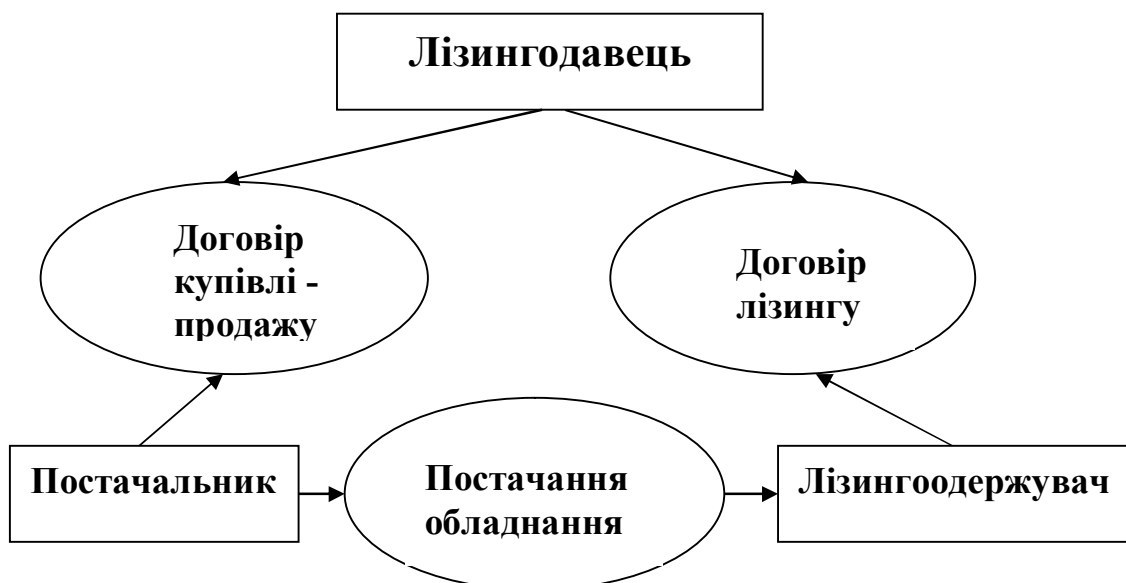 Лізингодавець
Договір
купівлі -
продажу
Договір
лізингу
Постачальник
Постачання
обладнання
Лізингоодержувач